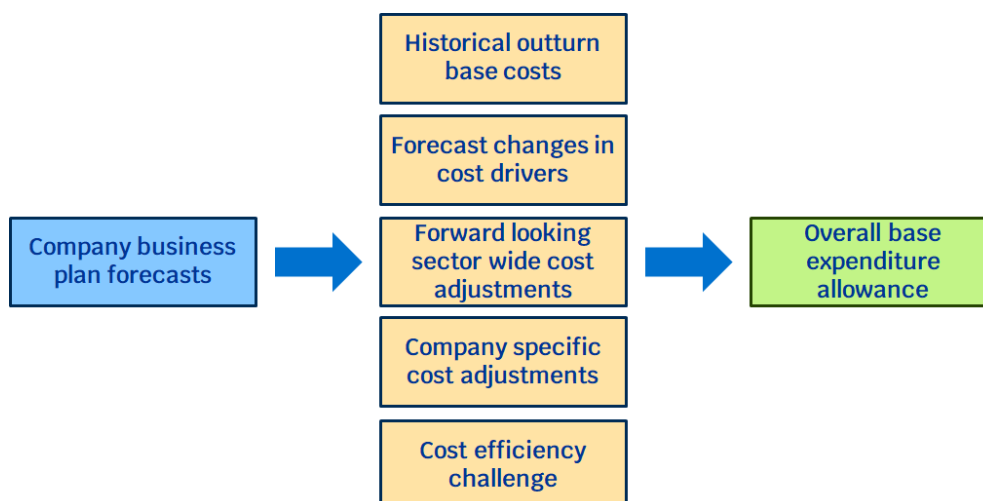 Company business
plan forecasts
Historical outturn
base costs
Forecast changes in
cost drivers
Forward looking
sector wide cost
adjustments
Company specific
cost adjustments
Cost efficiency
challenge
Overall base
expenditure
allowance